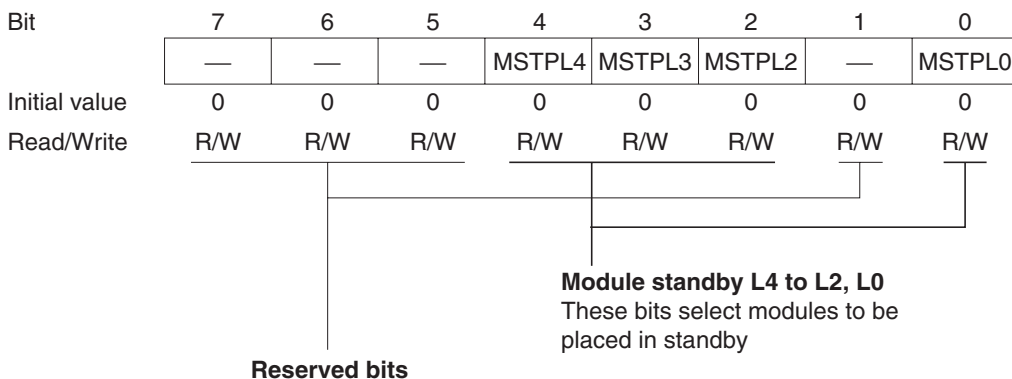 Bit 7 6 5 4 3 2 1 0
— — — MSTPL4 MSTPL3 MSTPL2 — MSTPL0
Initial value 0 0 0 0 0 0 0 0
Read/Write R/W R/W R/W R/W R/W R/W R/W R/W
Module standby L4 to L2, L0
These bits select modules to be
placed in standby
Reserved bits